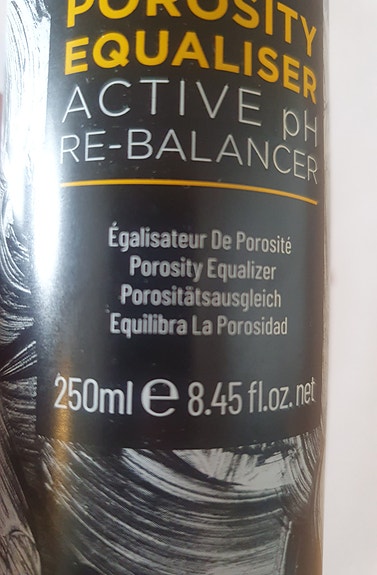 POROSITY
EQUALISER
ACTIVE pH
RE-BALANCER
Égalisateur De Porosité
Porosity Equalizer
Porositätsausgleich
Equilibra La Porosidad
250ml e 8.45 fl.oz. net